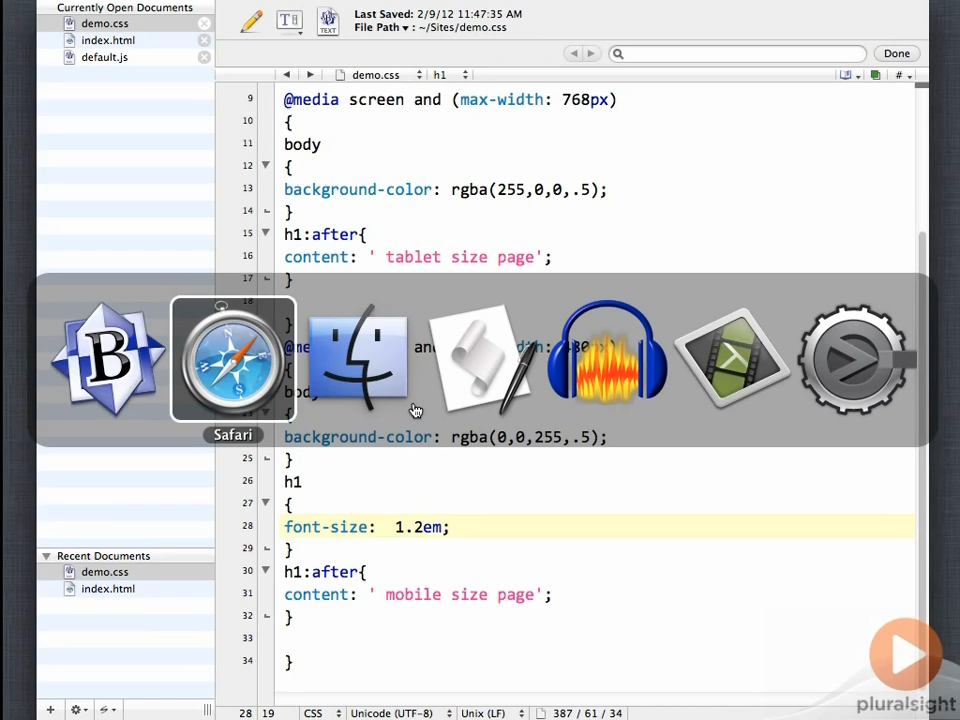 Currently Open Documents
demo.css
index.html
default.js
TEXT
Last Saved: 2/9/12 11:47:35 AM
File Path ▾ : ~/Sites/demo.css
Done
demo.css
h1
#
9 @media screen and (max-width: 768px)
10 {
11 body
12 {
13 background-color: rgba(255,0,0,.5);
14 }
15 h1:after{
16 content: ' tablet size page';
17 }
18
Safari
background-color: rgba(0,0,255,.5);
25 }
26 h1
27 {
28 font-size: 1.2em;
29 }
30 h1:after{
31 content: ' mobile size page';
32 }
33
34 }
Recent Documents
demo.css
index.html
28 19 CSS Unicode (UTF-8) Unix (LF) 387 / 61 / 34
pluralsight